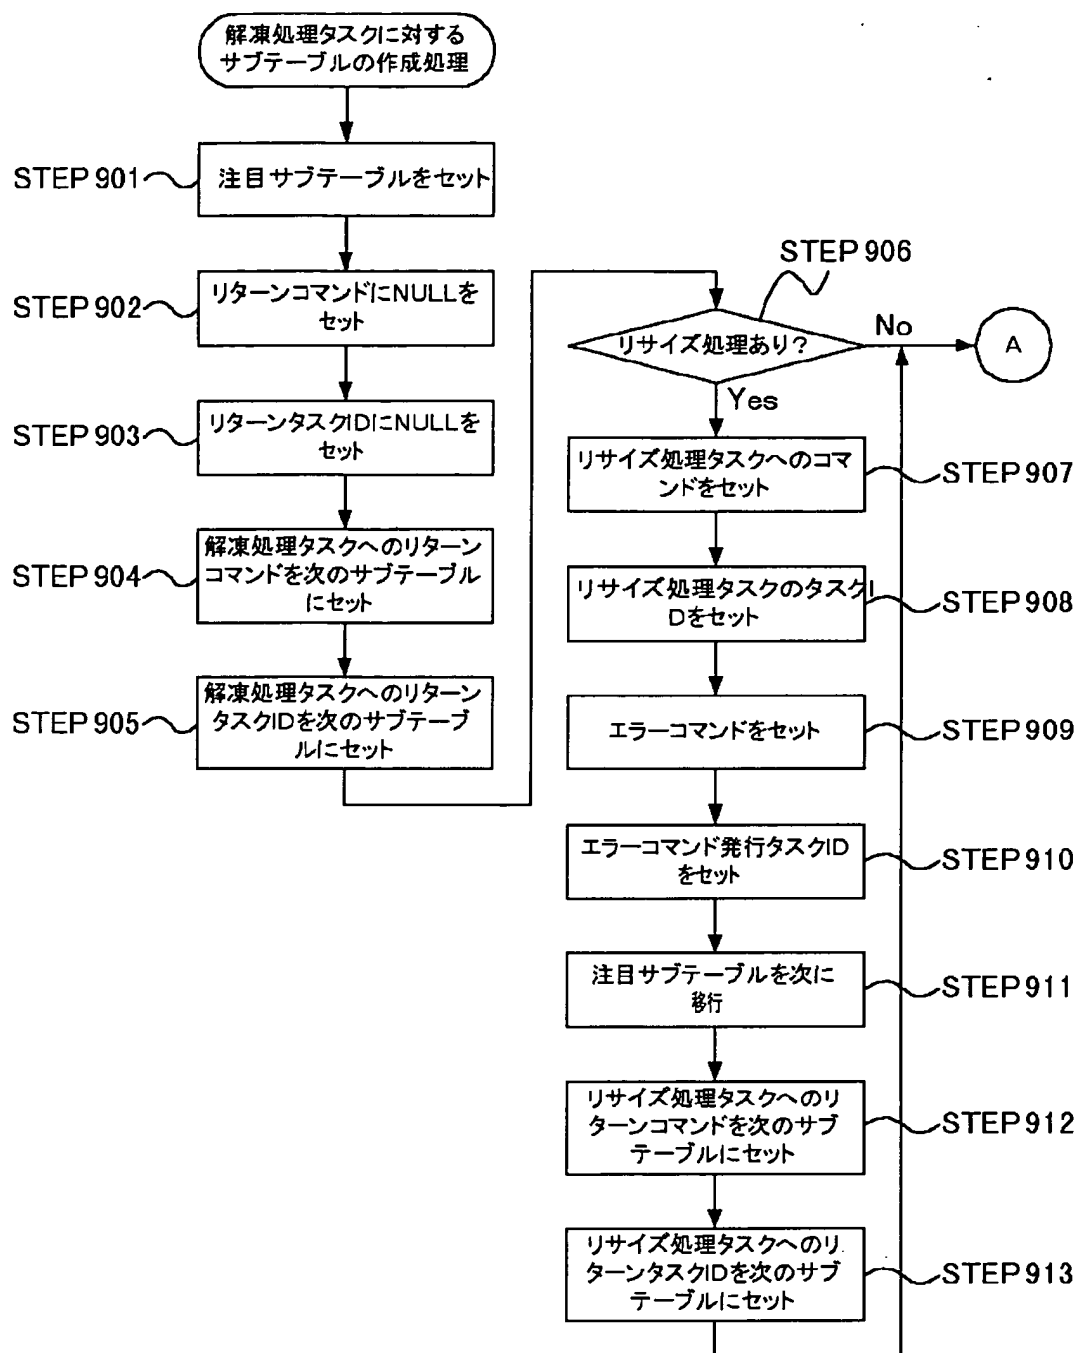 解凍処理タスクに対する
サブテーブルの作成処理
STEP 901
注目サブテーブルをセット
STEP 902
リターンコマンドにNULLを
セット
STEP 903
リターンタスクIDにNULLを
セット
STEP 904
解凍処理タスクへのリターン
コマンドを次のサブテーブル
にセット
STEP 905
解凍処理タスクへのリターン
タスクIDを次のサブテーブ
ルにセット
STEP 906
リサイズ処理あり?
No
A
Yes
リサイズ処理タスクへのコマ
ンドをセット
STEP 907
リサイズ処理タスクのタスクI
Dをセット
STEP 908
エラーコマンドをセット
STEP 909
エラーコマンド発行タスクID
をセット
STEP 910
注目サブテーブルを次に
移行
STEP 911
リサイズ処理タスクへのリ
ターンコマンドを次のサブ
テーブルにセット
STEP 912
リサイズ処理タスクへのリ
ターンタスクIDを次のサブ
テーブルにセット
STEP 913